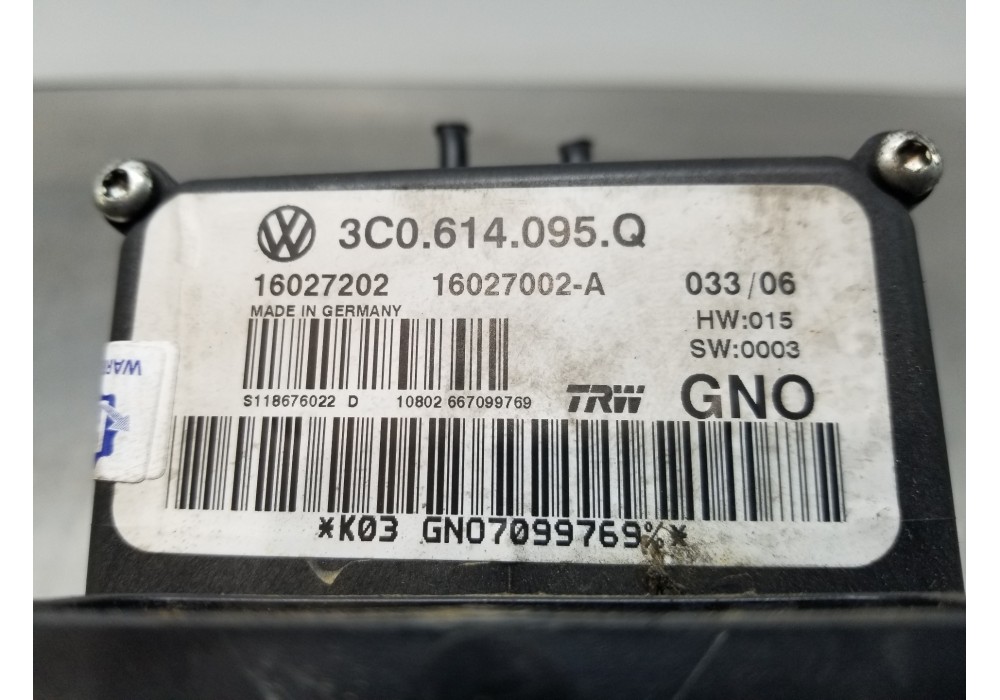 3C0.614.095.Q
16027202 16027002-A 033/06
MADE IN GERMANY HW:015
SW:0003
S118676022 D 10802 667099769 TRW GNO
*K03 GNO7099769%*